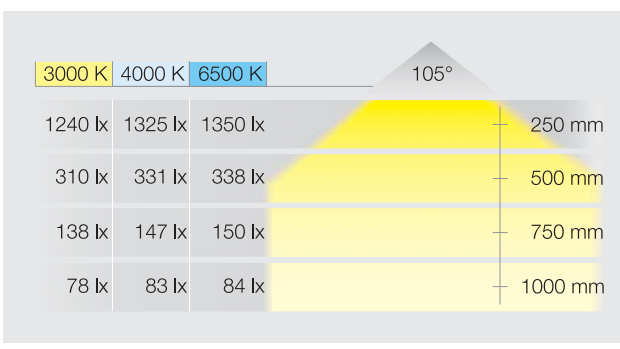 3000 K 4000 K 6500 K 105°
1240 lx 1325 lx 1350 lx 250 mm
310 lx 331 lx 338 lx 500 mm
138 lx 147 lx 150 lx 750 mm
78 lx 83 lx 84 lx 1000 mm